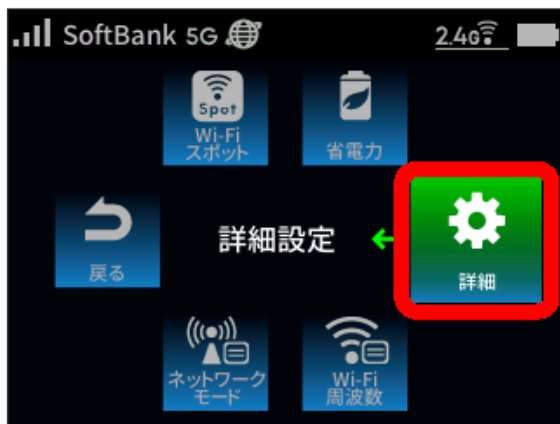 SoftBank 5G
2.4G
Spot
Wi-Fi
スポット
省電力
戻る
詳細設定
詳細
ネットワーク
モード
Wi-Fi
周波数